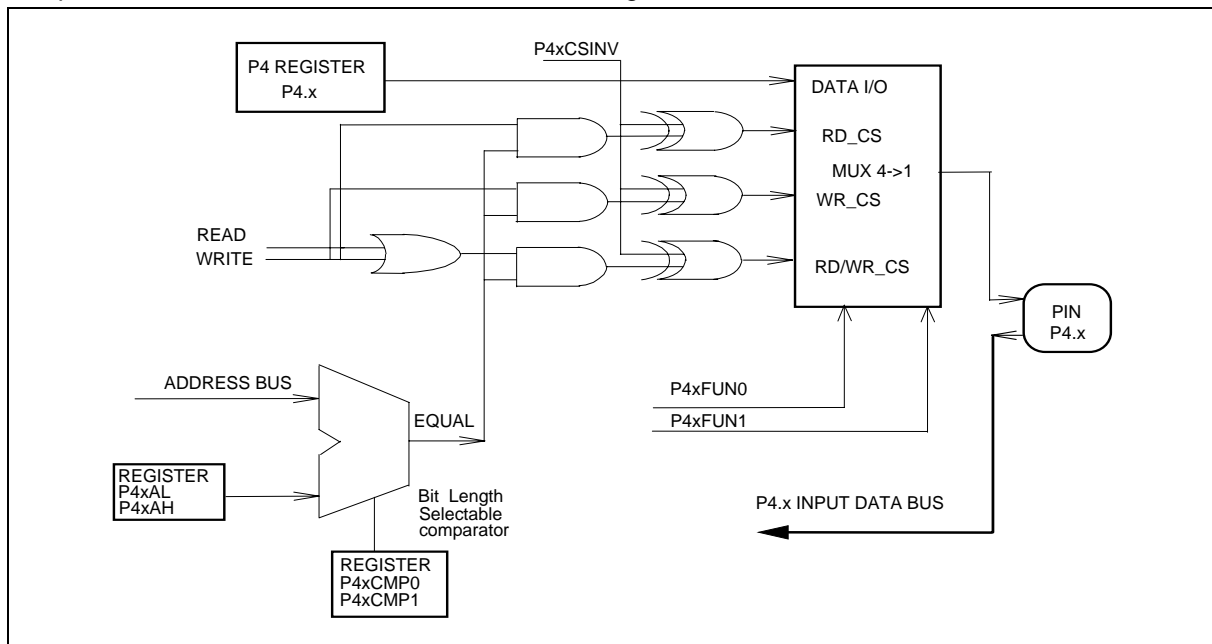 P4xCSINV
P4 REGISTER
P4.x
DATA I/O
RD_CS
MUX 4->1
WR_CS
READ
WRITE
RD/WR_CS
PIN
P4.x
ADDRESS BUS
P4xFUN0
EQUAL
P4xFUN1
REGISTER
P4xAL
P4xAH
Bit Length
Selectable
comparator
P4.x INPUT DATA BUS
REGISTER
P4xCMP0
P4xCMP1